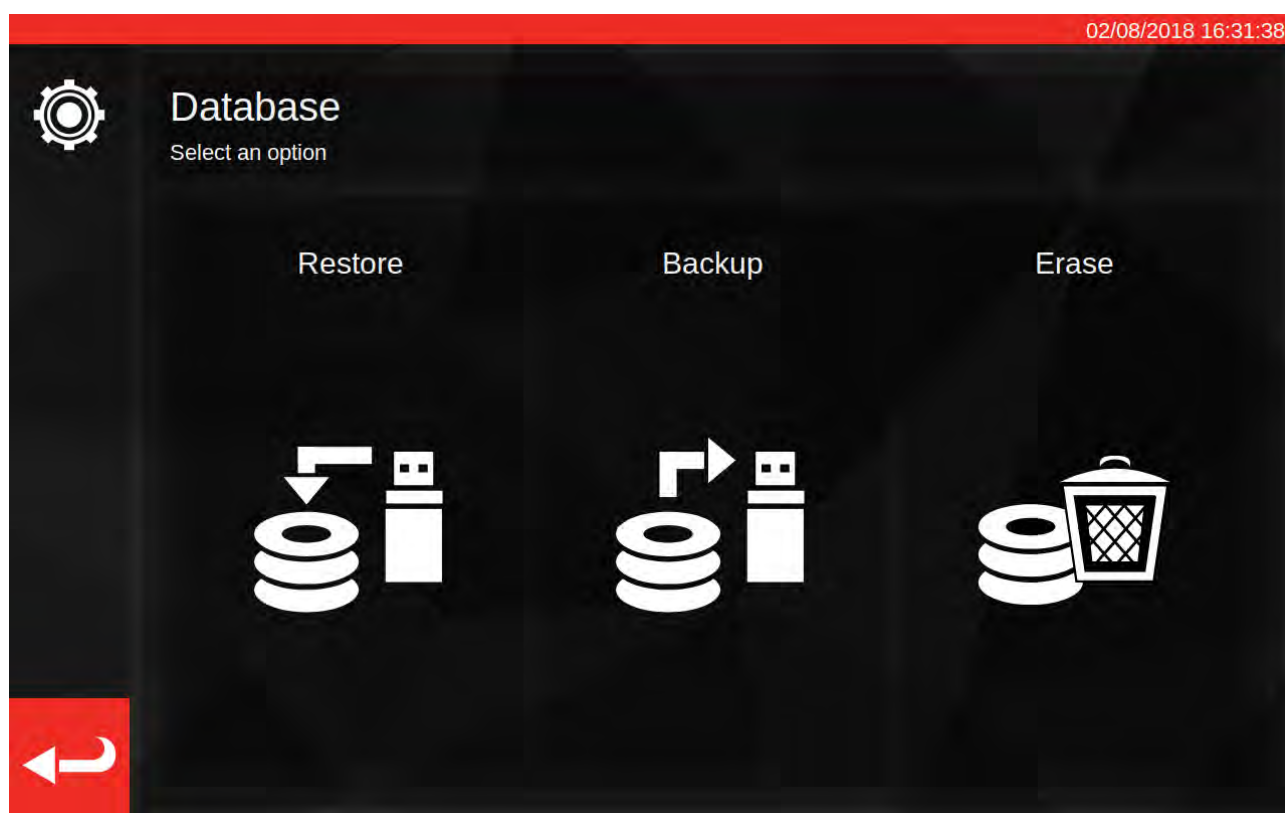 02/08/2018 16:31:38
Database
Select an option
Restore
Backup
Erase